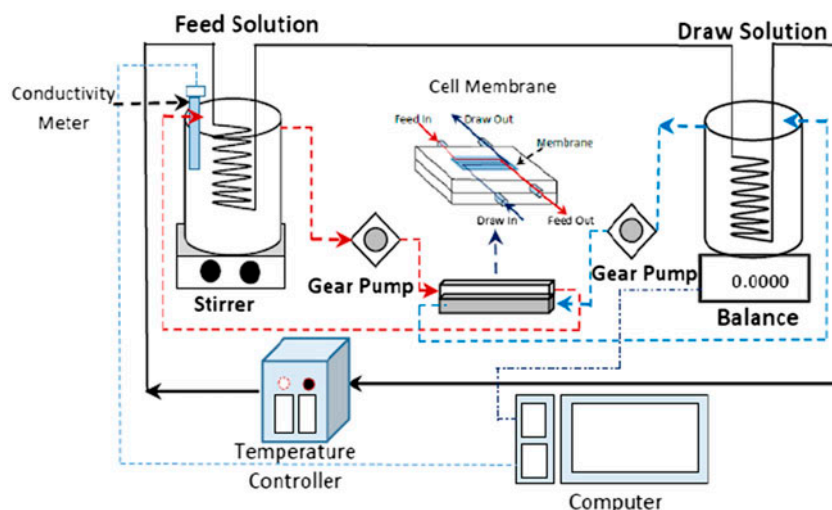 Feed Solution
Draw Solution
Conductivity
Meter
Cell Membrane
Feed In
Draw Out
Membrane
Draw In
Feed Out
Gear Pump
Gear Pump
Stirrer
0.0000
Balance
Temperature
Controller
Computer